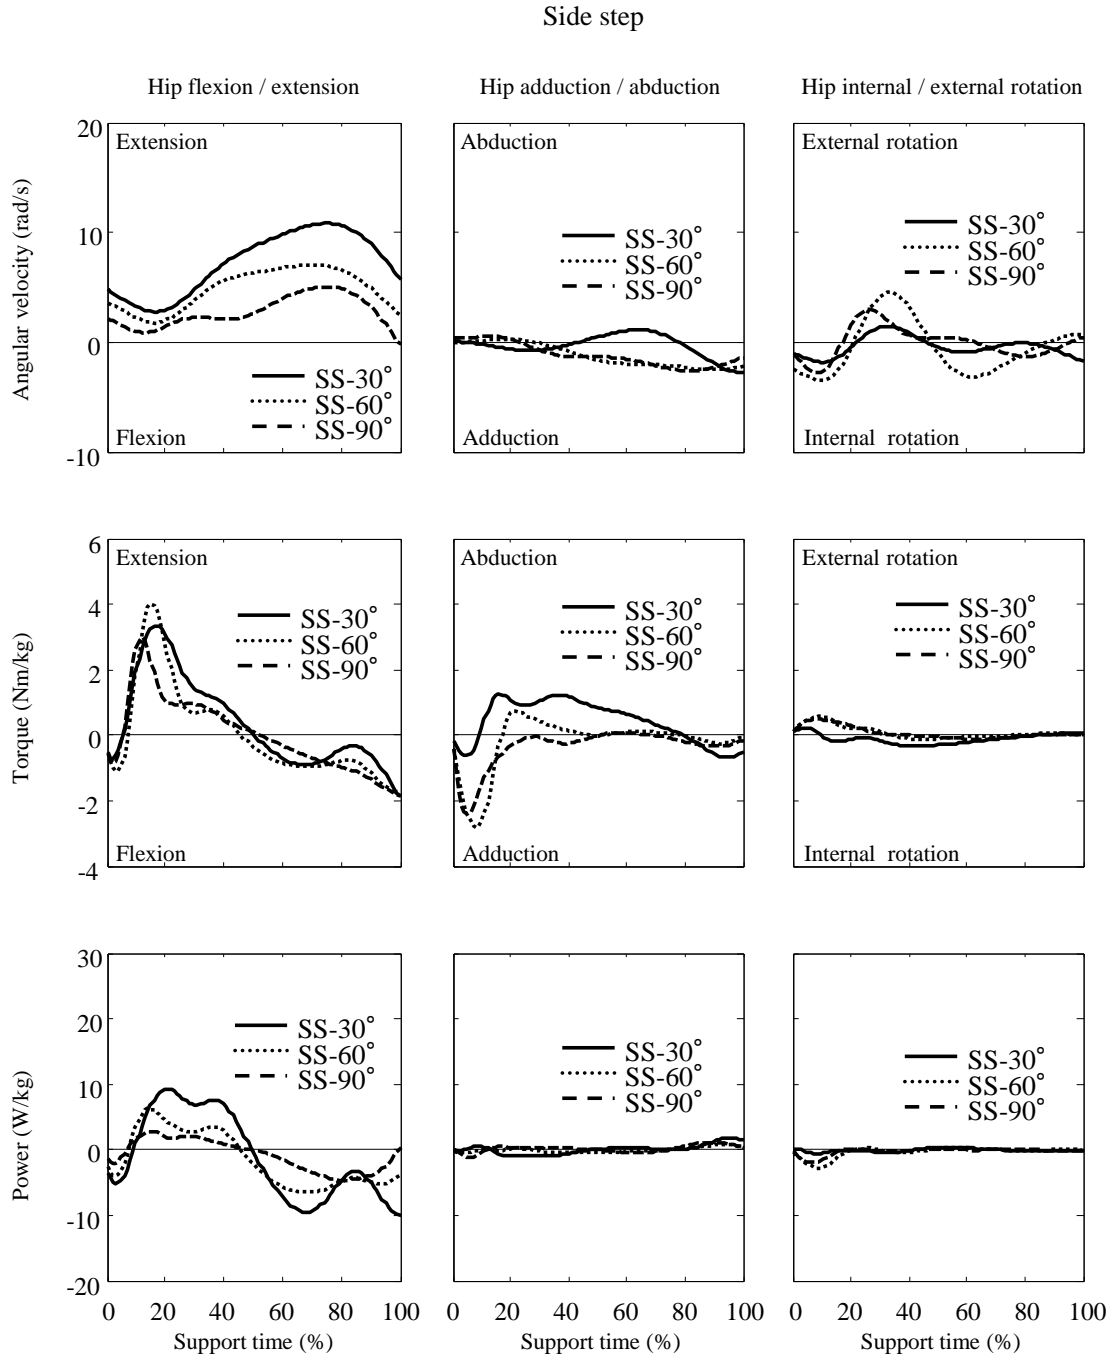 Side step
Hip flexion / extension
Hip adduction / abduction
Hip internal / external rotation
Angular velocity (rad/s)
20
10
0
-10
Extension
SS-30°
SS-60°
SS-90°
Flexion
Abduction
SS-30°
SS-60°
SS-90°
Adduction
External rotation
SS-30°
SS-60°
SS-90°
Internal rotation
Torque (Nm/kg)
6
4
2
0
-2
-4
Extension
SS-30°
SS-60°
SS-90°
Flexion
Abduction
SS-30°
SS-60°
SS-90°
Adduction
External rotation
SS-30°
SS-60°
SS-90°
Internal rotation
Power (W/kg)
30
20
10
0
-10
-20
SS-30°
SS-60°
SS-90°
SS-30°
SS-60°
SS-90°
SS-30°
SS-60°
SS-90°
0 20 40 60 80 100
0 20 40 60 80 100
0 20 40 60 80 100
Support time (%)
Support time (%)
Support time (%)